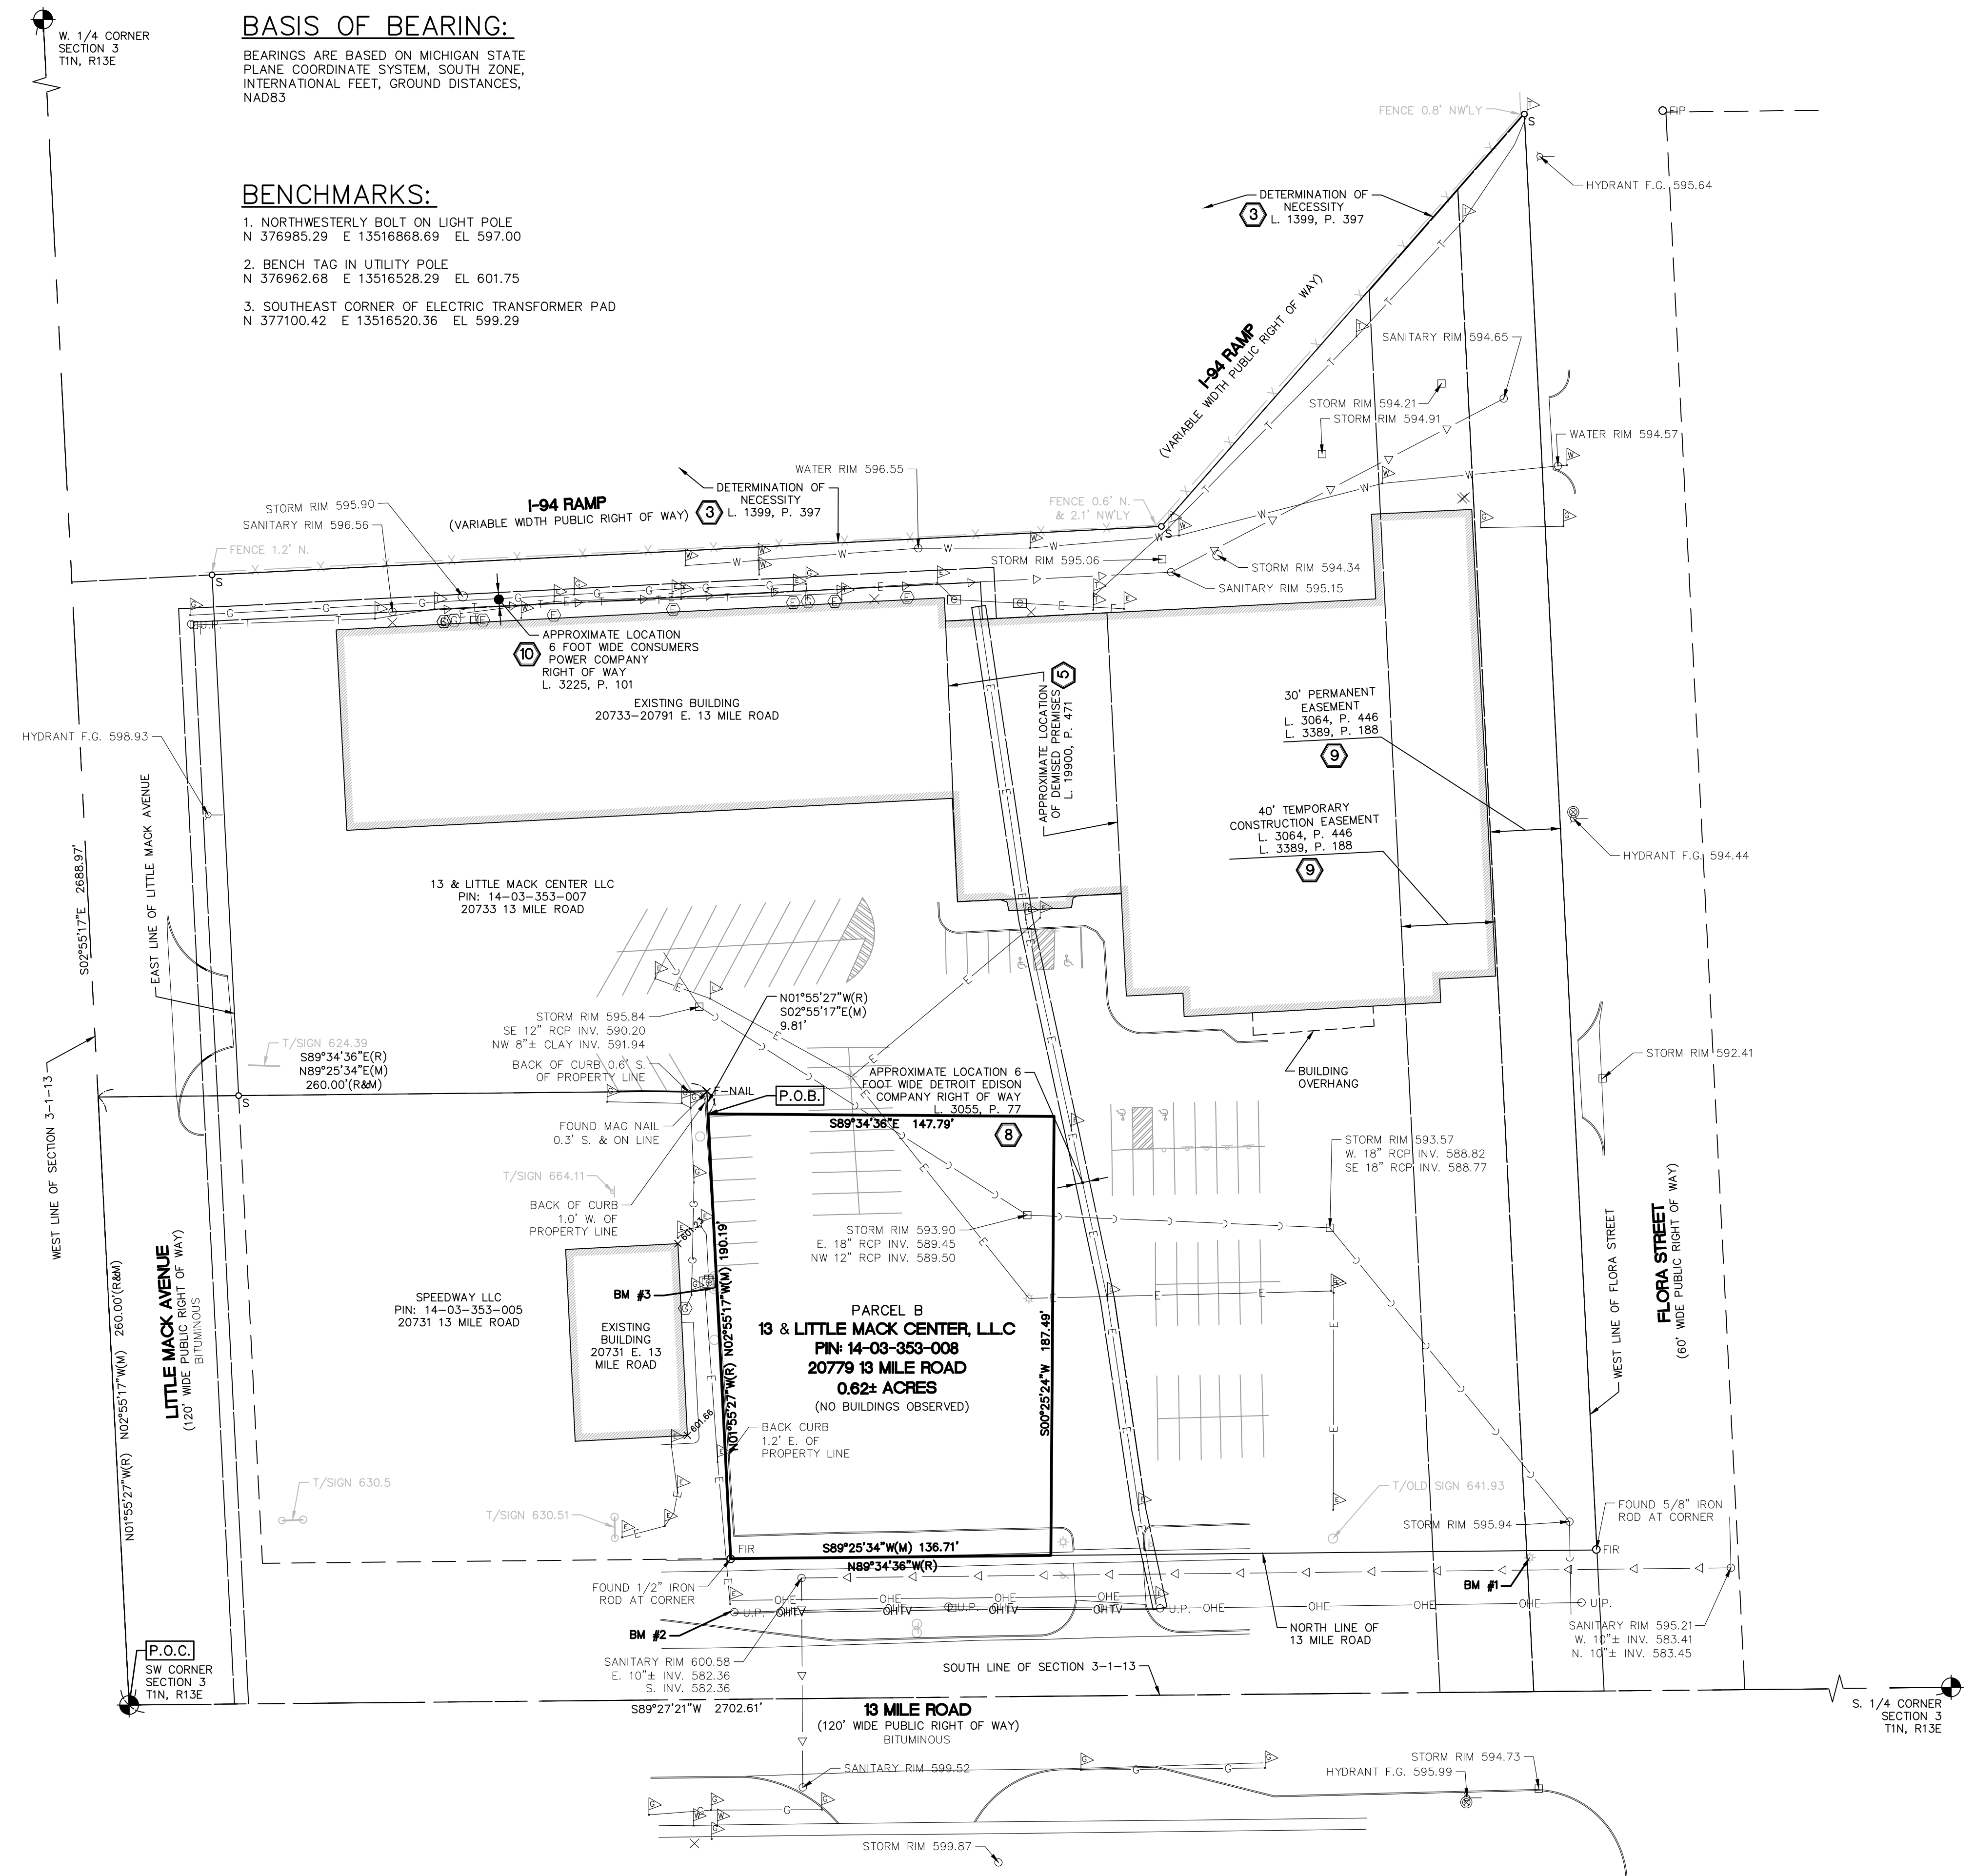 W. 1/4 CORNER
SECTION 3
T1N, R13E
BASIS OF BEARING:
BEARINGS ARE BASED ON MICHIGAN STATE
PLANE COORDINATE SYSTEM, SOUTH ZONE,
INTERNATIONAL FEET, GROUND DISTANCES,
NAD83
BENCHMARKS:
1. NORTHWESTERLY BOLT ON LIGHT POLE
N 376985.29 E 13516868.69 EL 597.00
2. BENCH TAG IN UTILITY POLE
N 376962.68 E 13516528.29 EL 601.75
3. SOUTHEAST CORNER OF ELECTRIC TRANSFORMER PAD
N 377100.42 E 13516520.36 EL 599.29
FENCE 0.8' NW'LY
S
FIP
HYDRANT F.G. 595.64
DETERMINATION OF
NECESSITY
L. 1399, P. 397
3
I-94 RAMP
(VARIABLE WIDTH PUBLIC RIGHT OF WAY)
SANITARY RIM 594.65
STORM RIM 594.21
STORM RIM 594.91
WATER RIM 594.57
WATER RIM 596.55
DETERMINATION OF
NECESSITY
L. 1399, P. 397
3
I-94 RAMP
(VARIABLE WIDTH PUBLIC RIGHT OF WAY)
STORM RIM 595.90
SANITARY RIM 596.56
FENCE 0.6' N.
& 2.1' NW'LY
S
FENCE 1.2' N.
S
STORM RIM 595.06
STORM RIM 594.34
SANITARY RIM 595.15
U.P.
10
APPROXIMATE LOCATION
6 FOOT WIDE CONSUMERS
POWER COMPANY
RIGHT OF WAY
L. 3225, P. 101
EXISTING BUILDING
20733-20791 E. 13 MILE ROAD
5
APPROXIMATE LOCATION
OF DEMISED PREMISES
L. 19900, P. 471
30' PERMANENT
EASEMENT
L. 3064, P. 446
L. 3389, P. 188
9
40' TEMPORARY
CONSTRUCTION EASEMENT
L. 3064, P. 446
L. 3389, P. 188
9
HYDRANT F.G. 598.93
HYDRANT F.G. 594.44
S02°55'17"E 2688.97'
EAST LINE OF LITTLE MACK AVENUE
13 & LITTLE MACK CENTER LLC
PIN: 14-03-353-007
20733 13 MILE ROAD
N01°55'27"W(R)
S02°55'17"E(M)
9.81'
STORM RIM 595.84
SE 12" RCP INV. 590.20
NW 8"± CLAY INV. 591.94
T/SIGN 624.39
S89°34'36"E(R)
N89°25'34"E(M)
260.00'(R&M)
BACK OF CURB 0.6' S.
OF PROPERTY LINE
F-NAIL
P.O.B.
S
APPROXIMATE LOCATION 6
FOOT WIDE DETROIT EDISON
COMPANY RIGHT OF WAY
L. 3055, P. 77
8
BUILDING
OVERHANG
STORM RIM 592.41
WEST LINE OF SECTION 3-1-13
FOUND MAG NAIL
0.3' S. & ON LINE
S89°34'36"E 147.79'
STORM RIM 593.57
W. 18" RCP INV. 588.82
SE 18" RCP INV. 588.77
T/SIGN 664.11
BACK OF CURB
1.0' W. OF
PROPERTY LINE
601.23
STORM RIM 593.90
E. 18" RCP INV. 589.45
NW 12" RCP INV. 589.50
FLORA STREET
(60' WIDE PUBLIC RIGHT OF WAY)
WEST LINE OF FLORA STREET
LITTLE MACK AVENUE
(120' WIDE PUBLIC RIGHT OF WAY)
BITUMINOUS
N01°55'27"W(R) N02°55'17"W(M) 260.00'(R&M)
BM #3
SPEEDWAY LLC
PIN: 14-03-353-005
20731 13 MILE ROAD
EXISTING
BUILDING
20731 E. 13
MILE ROAD
N01°55'27"W(R) N02°55'17"W(M) 190.19'
PARCEL B
13 & LITTLE MACK CENTER, L.L.C
PIN: 14-03-353-008
20779 13 MILE ROAD
0.62± ACRES
(NO BUILDINGS OBSERVED)
S00°25'24"W 187.49'
601.66
BACK CURB
1.2' E. OF
PROPERTY LINE
T/SIGN 630.5
T/SIGN 630.51
T/OLD SIGN 641.93
STORM RIM 595.94
FOUND 5/8" IRON
ROD AT CORNER
FIR
FIR
S89°25'34"W(M) 136.71'
N89°34'36"W(R)
FOUND 1/2" IRON
ROD AT CORNER
BM #1
BM #2
U.P.
OHE
OHTV
U.P.
U.P.
U.P.
NORTH LINE OF
13 MILE ROAD
SANITARY RIM 595.21
W. 10"± INV. 583.41
N. 10"± INV. 583.45
SANITARY RIM 600.58
E. 10"± INV. 582.36
S. INV. 582.36
P.O.C.
SW CORNER
SECTION 3
T1N, R13E
SOUTH LINE OF SECTION 3-1-13
S89°27'21"W 2702.61'
13 MILE ROAD
(120' WIDE PUBLIC RIGHT OF WAY)
BITUMINOUS
S. 1/4 CORNER
SECTION 3
T1N, R13E
SANITARY RIM 599.52
STORM RIM 594.73
HYDRANT F.G. 595.99
STORM RIM 599.87